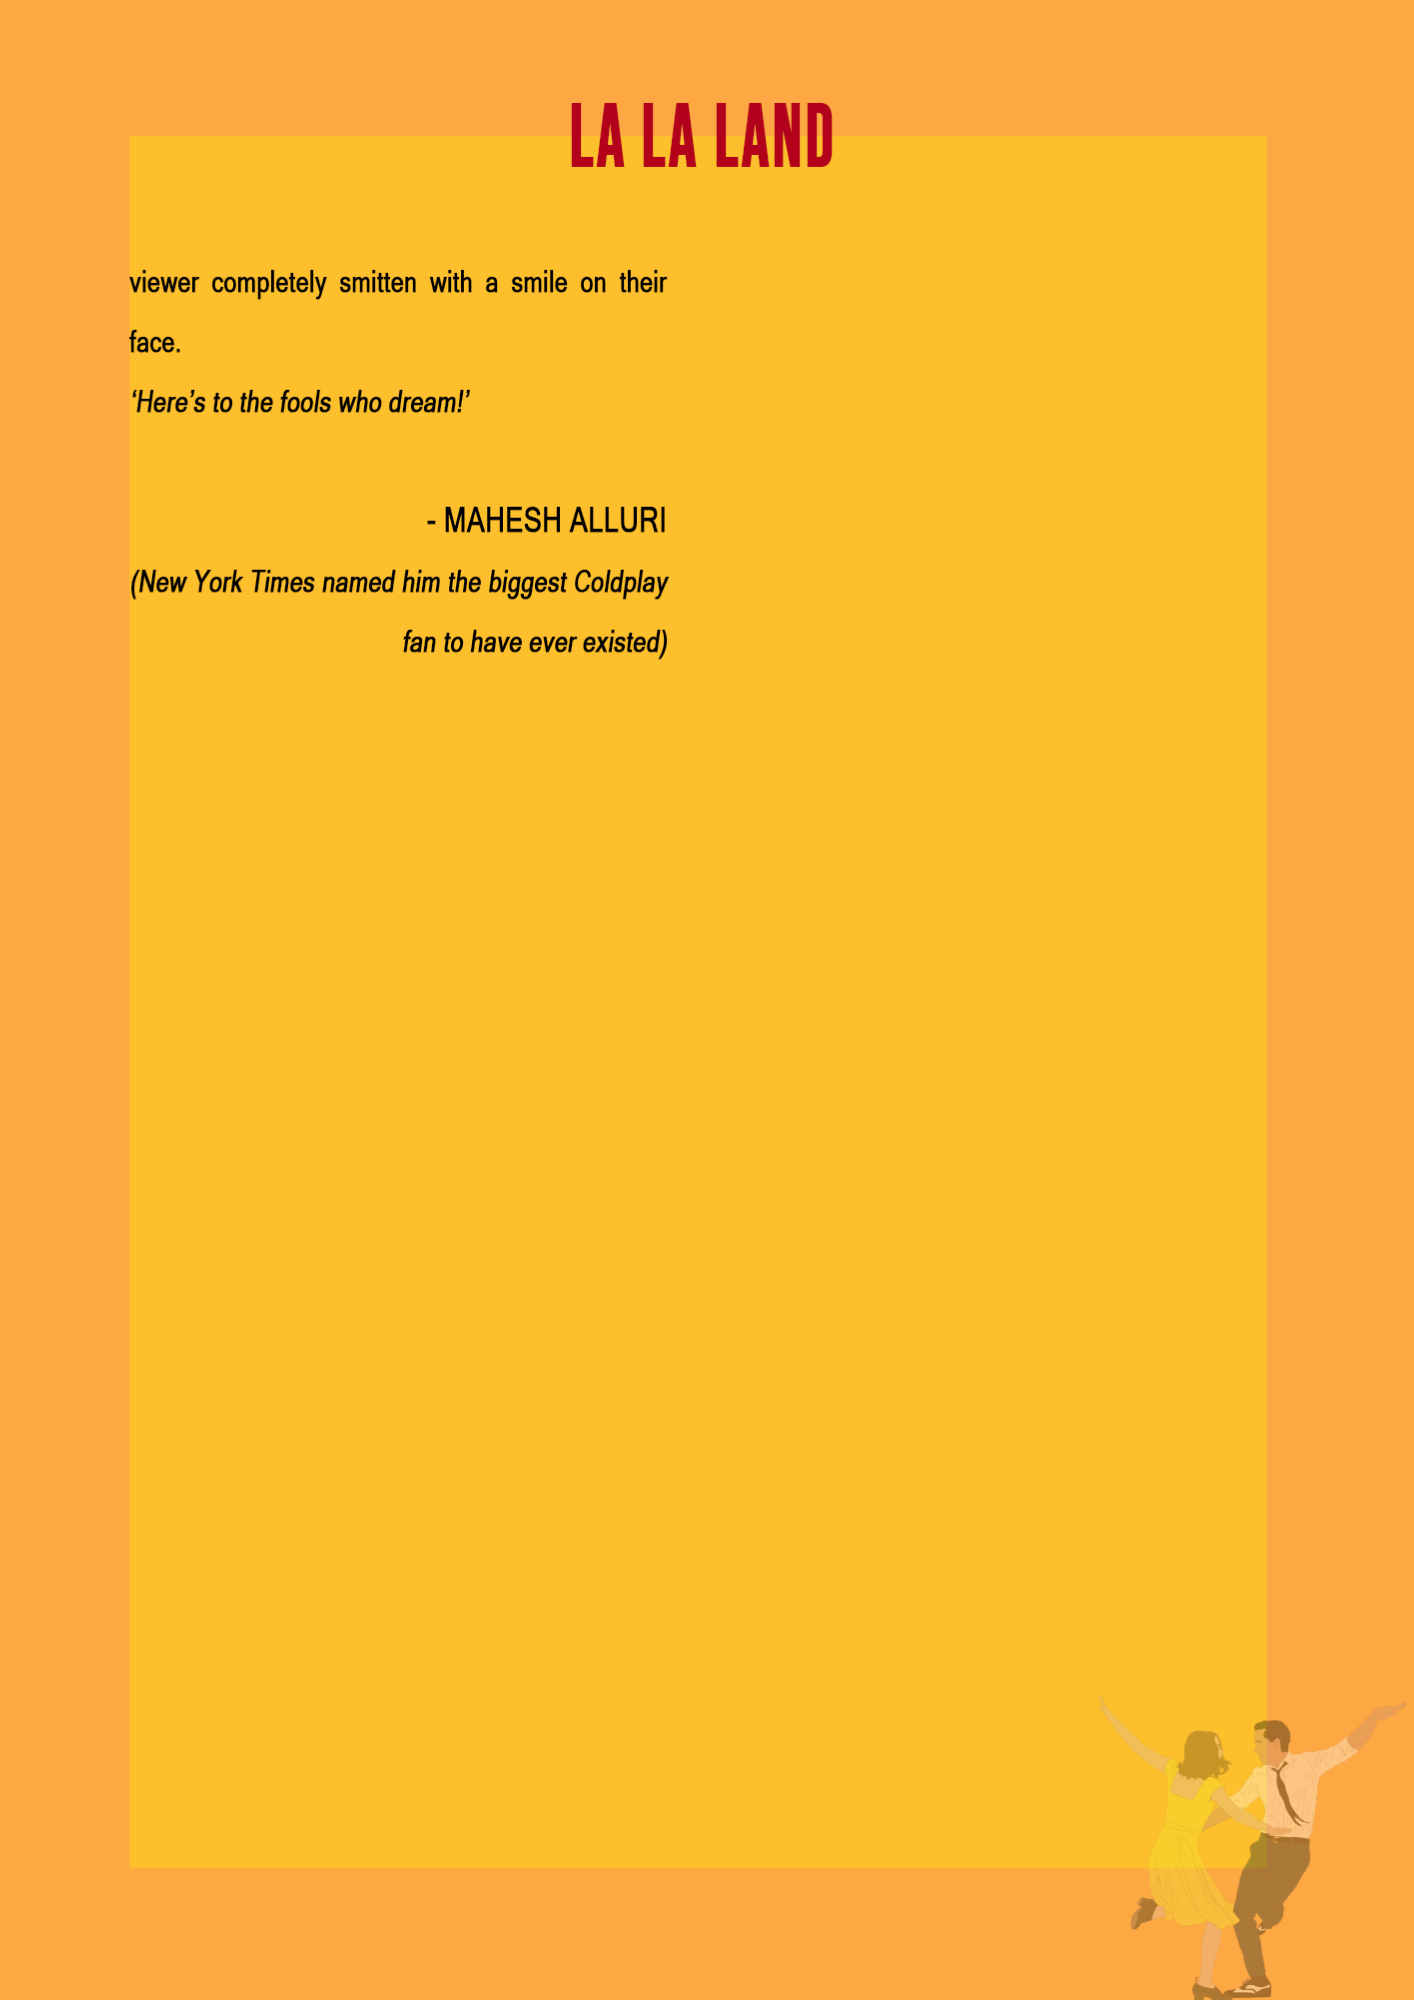 LA LA LAND
viewer completely smitten with a smile on their
face.
‘Here’s to the fools who dream!’
- MAHESH ALLURI
(New York Times named him the biggest Coldplay
fan to have ever existed)